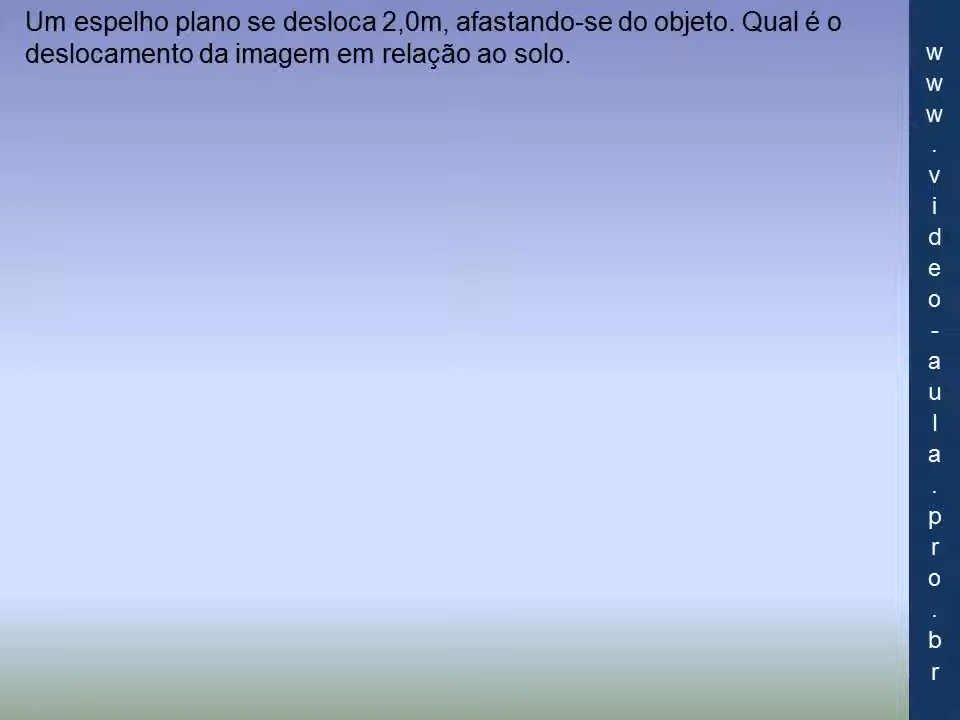 Um espelho plano se desloca 2,0m, afastando-se do objeto. Qual é o
deslocamento da imagem em relação ao solo.
www.video-aula.pro.br